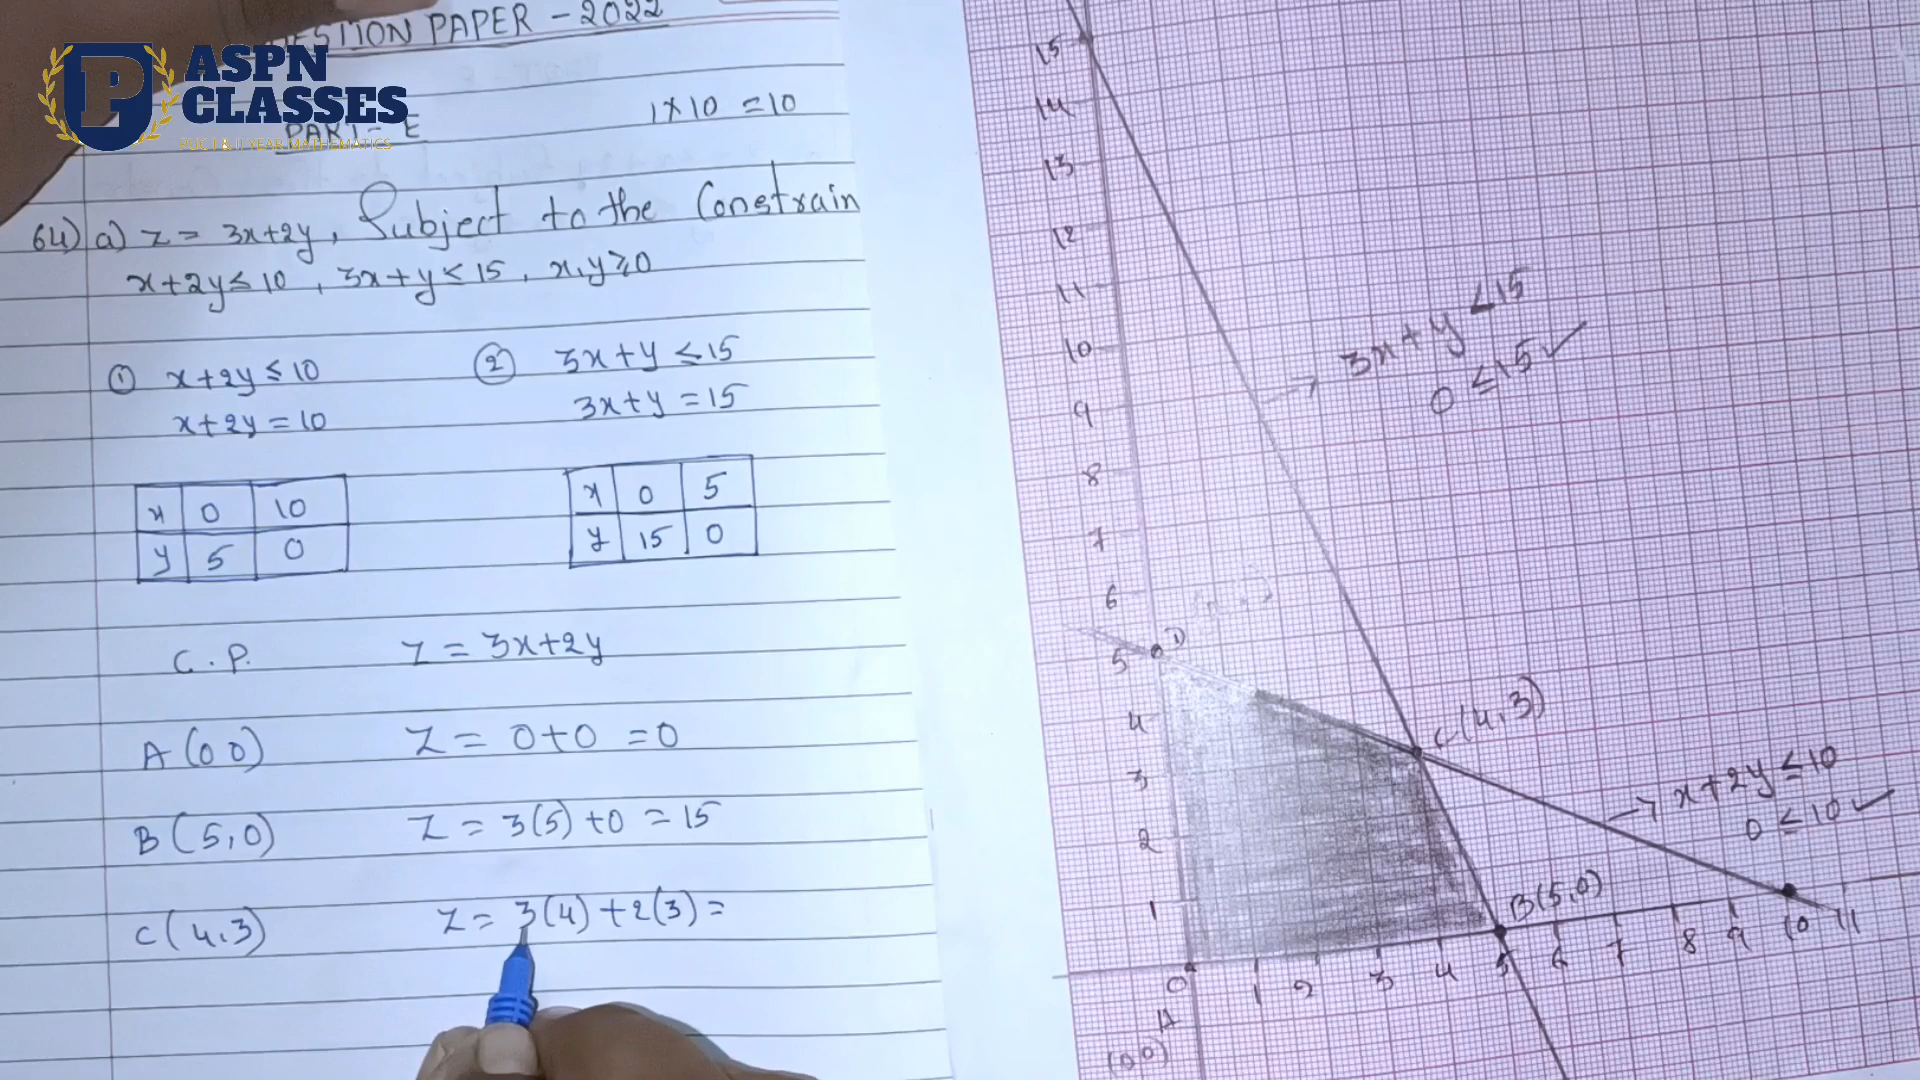 ESTION PAPER - 2022
ASPN
CLASSES
PUC I & II YEAR MATHEMATICS
PART - E
1×10 = 10
64) a) z = 3x+2y, Subject to the Constrain
x+2y≤10, 3x+y≤15, x,y≥0
① x+2y≤10
② 3x+y≤15
x+2y=10
3x+y=15
x 0 10
y 5 0
x 0 5
y 15 0
C.P. Z = 3x+2y
A(0 0) Z = 0+0 = 0
B(5,0) Z = 3(5)+0 = 15
C(4,3) Z = 3(4)+2(3) =
15
14
13
12
11
10
9
8
7
6
5 D
4
3
2
1
3x+y≤15
0≤15 ✓
C(4,3)
x+2y≤10
0≤10 ✓
B(5,0)
0 1 2 3 4 5 6 7 8 9 10 11
A
(0 0)